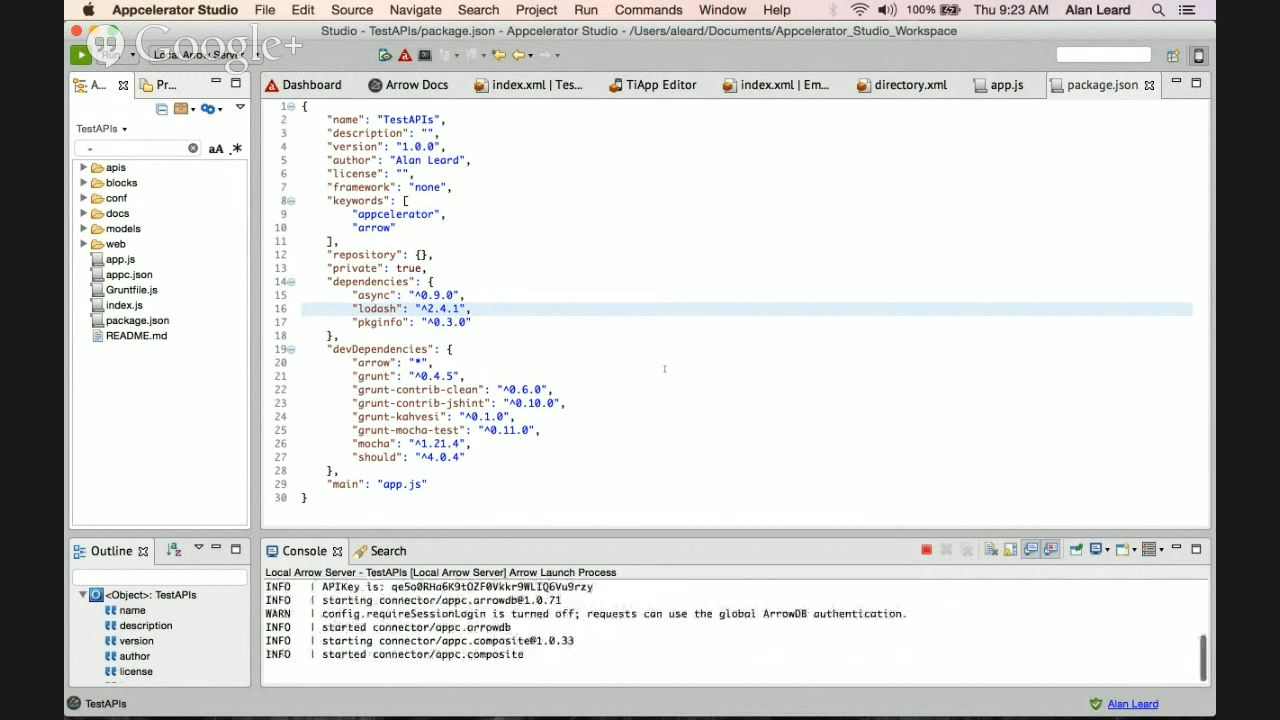 Appcelerator Studio File Edit Source Navigate Search Project Run Commands Window Help 100% Thu 9:23 AM Alan Leard
Studio - TestAPIs/package.json - Appcelerator Studio - /Users/aleard/Documents/Appcelerator_Studio_Workspace
Google+
Run Local Arrow Server
A... Pr... Dashboard Arrow Docs index.xml | Tes... TiApp Editor index.xml | Em... directory.xml app.js package.json
TestAPIs
aA .*
apis
blocks
conf
docs
models
web
app.js
appc.json
Gruntfile.js
index.js
package.json
README.md
1 {
2 "name": "TestAPIs",
3 "description": "",
4 "version": "1.0.0",
5 "author": "Alan Leard",
6 "license": "",
7 "framework": "none",
8 "keywords": [
9 "appcelerator",
10 "arrow"
11 ],
12 "repository": {},
13 "private": true,
14 "dependencies": {
15 "async": "^0.9.0",
16 "lodash": "^2.4.1",
17 "pkginfo": "^0.3.0"
18 },
19 "devDependencies": {
20 "arrow": "*",
21 "grunt": "^0.4.5",
22 "grunt-contrib-clean": "^0.6.0",
23 "grunt-contrib-jshint": "^0.10.0",
24 "grunt-kahvesi": "^0.1.0",
25 "grunt-mocha-test": "^0.11.0",
26 "mocha": "^1.21.4",
27 "should": "^4.0.4"
28 },
29 "main": "app.js"
30 }
Outline
<Object>: TestAPIs
name
description
version
author
license
Console Search
Local Arrow Server - TestAPIs [Local Arrow Server] Arrow Launch Process
INFO | APIKey is:
INFO | starting connector/appc.arrowdb@1.0.71
WARN | config.requireSessionLogin is turned off; requests can use the global ArrowDB authentication.
INFO | started connector/appc.arrowdb
INFO | starting connector/appc.composite@1.0.33
INFO | started connector/appc.composite
TestAPIs Alan Leard